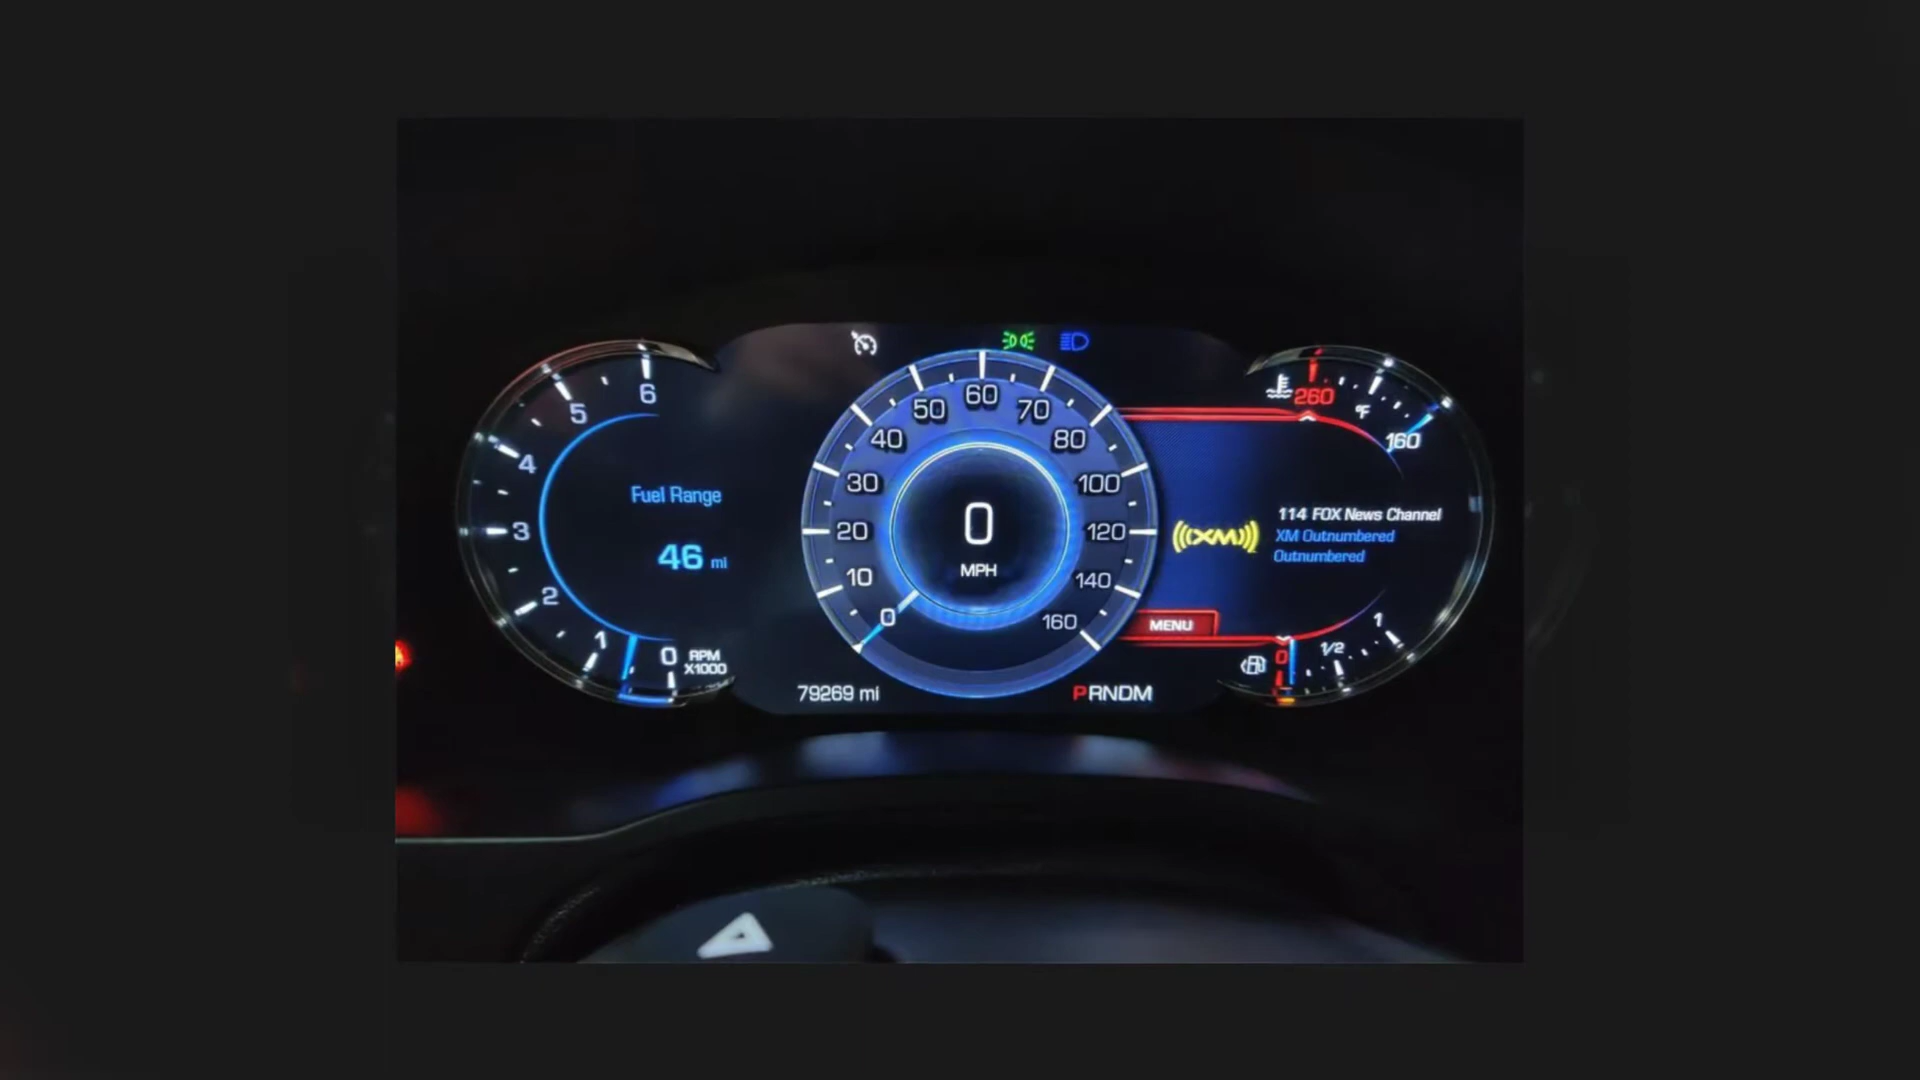 6
5
4
3
2
1
0 RPM
X1000
Fuel Range
46 mi
0
10
20
30
40
50
60
70
80
100
120
140
160
0
MPH
79269 mi
PRNDM
260
°F
160
XM
114 FOX News Channel
XM Outnumbered
Outnumbered
MENU
0
1/2
1